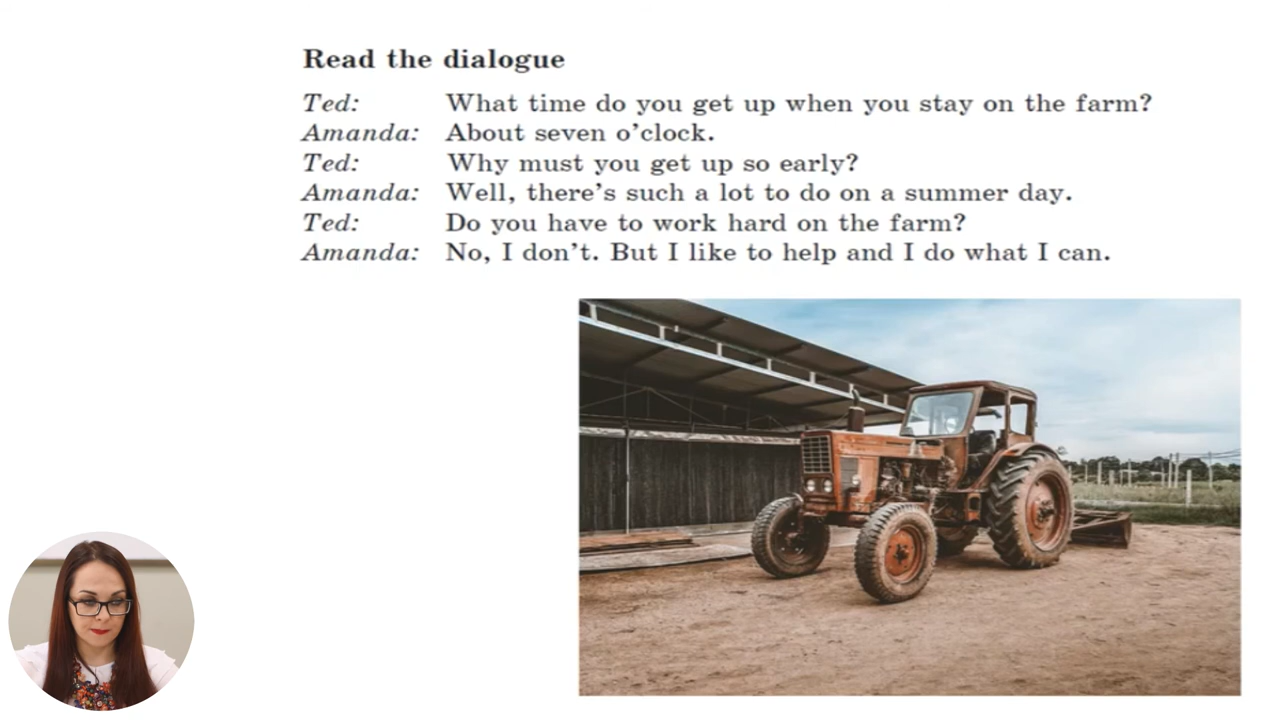 Read the dialogue
Ted: What time do you get up when you stay on the farm?
Amanda: About seven o’clock.
Ted: Why must you get up so early?
Amanda: Well, there’s such a lot to do on a summer day.
Ted: Do you have to work hard on the farm?
Amanda: No, I don’t. But I like to help and I do what I can.